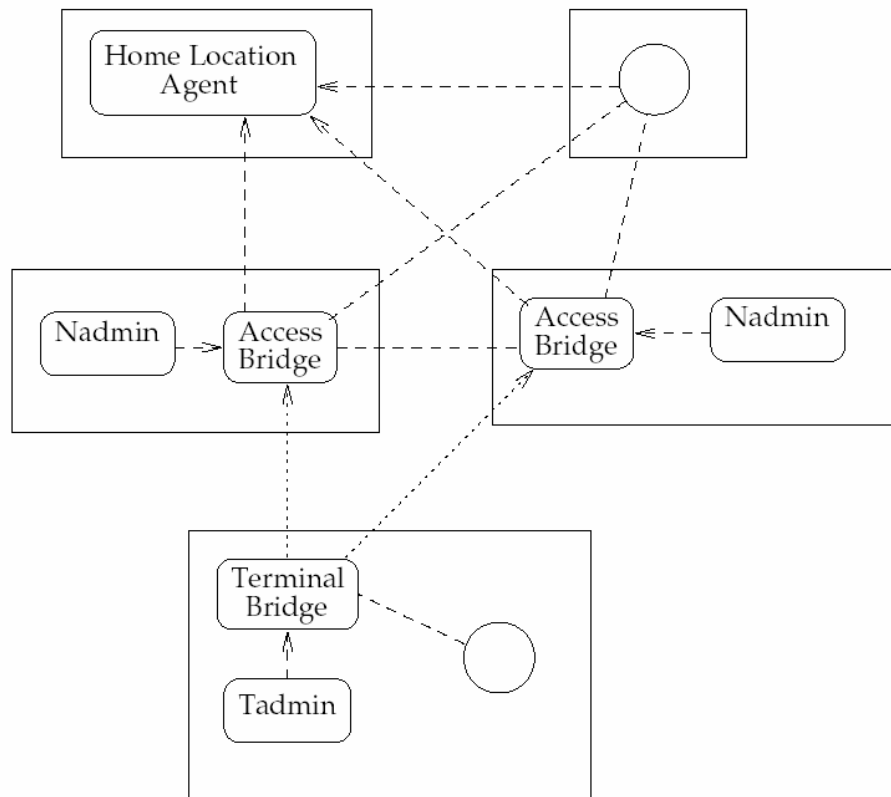 Home Location
Agent
Nadmin
Access
Bridge
Access
Bridge
Nadmin
Terminal
Bridge
Tadmin